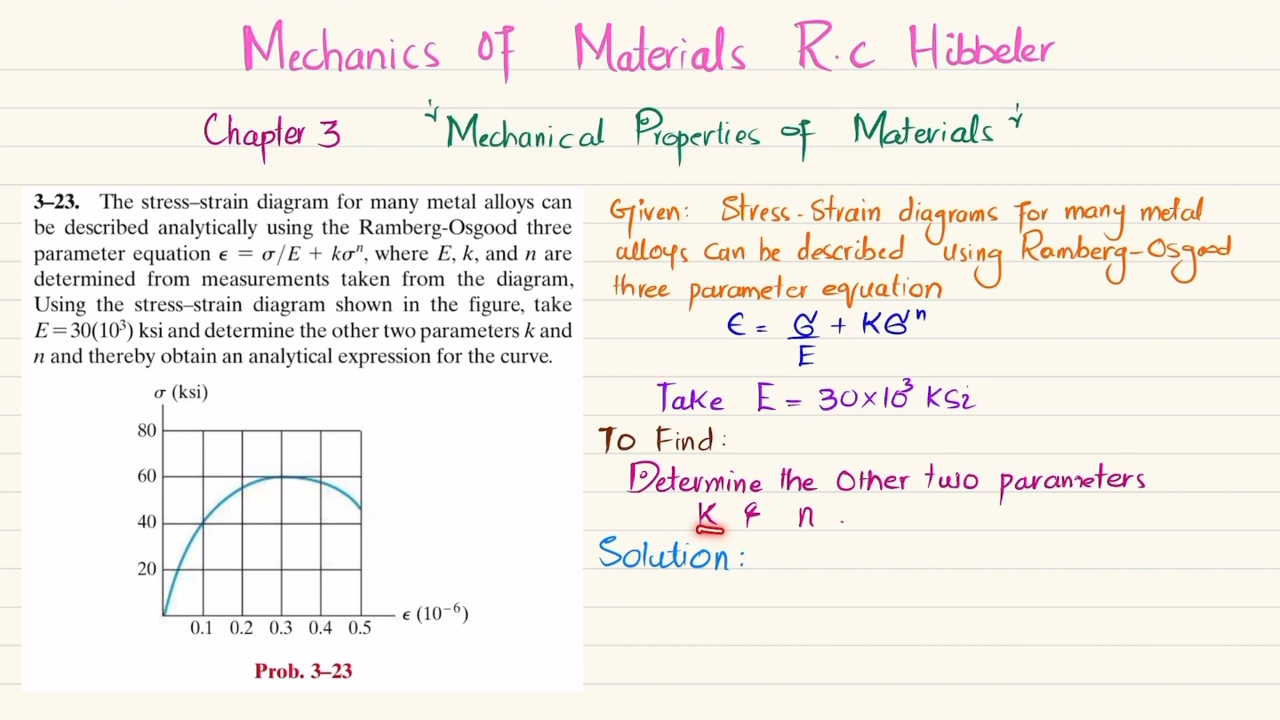 Mechanics of Materials R.C Hibbeler
Chapter 3 "Mechanical Properties of Materials"
3–23. The stress–strain diagram for many metal alloys can
be described analytically using the Ramberg-Osgood three
parameter equation ϵ = σ/E + kσⁿ, where E, k, and n are
determined from measurements taken from the diagram.
Using the stress–strain diagram shown in the figure, take
E = 30(10³) ksi and determine the other two parameters k and
n and thereby obtain an analytical expression for the curve.
σ (ksi)
80
60
40
20
0.1 0.2 0.3 0.4 0.5
ϵ (10⁻⁶)
Prob. 3–23
Given: Stress-Strain diagrams for many metal
alloys can be described using Ramberg-Osgood
three parameter equation
ϵ = σ/E + Kσⁿ
Take E = 30×10³ Ksi
To Find:
Determine the other two parameters
K & n .
Solution: